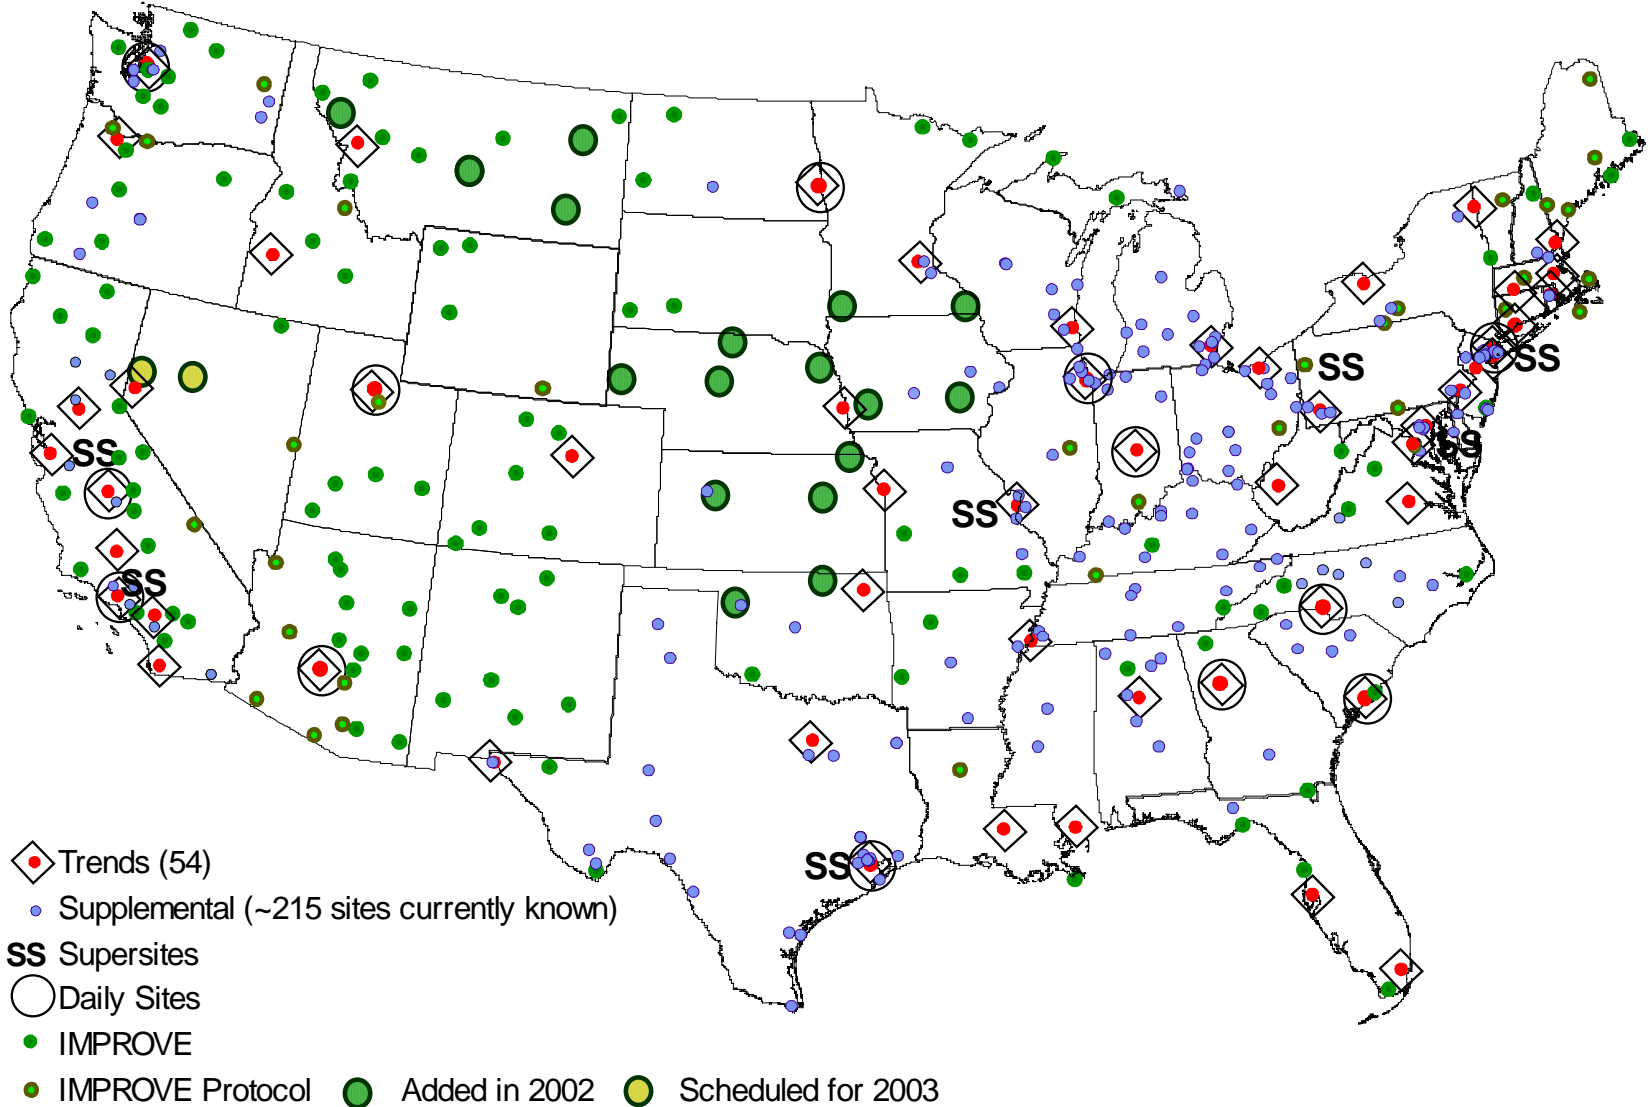 SS
SS
SS
SS
SS
SS
SS
Trends (54)
Supplemental (~215 sites currently known)
SS Supersites
Daily Sites
IMPROVE
IMPROVE Protocol Added in 2002 Scheduled for 2003